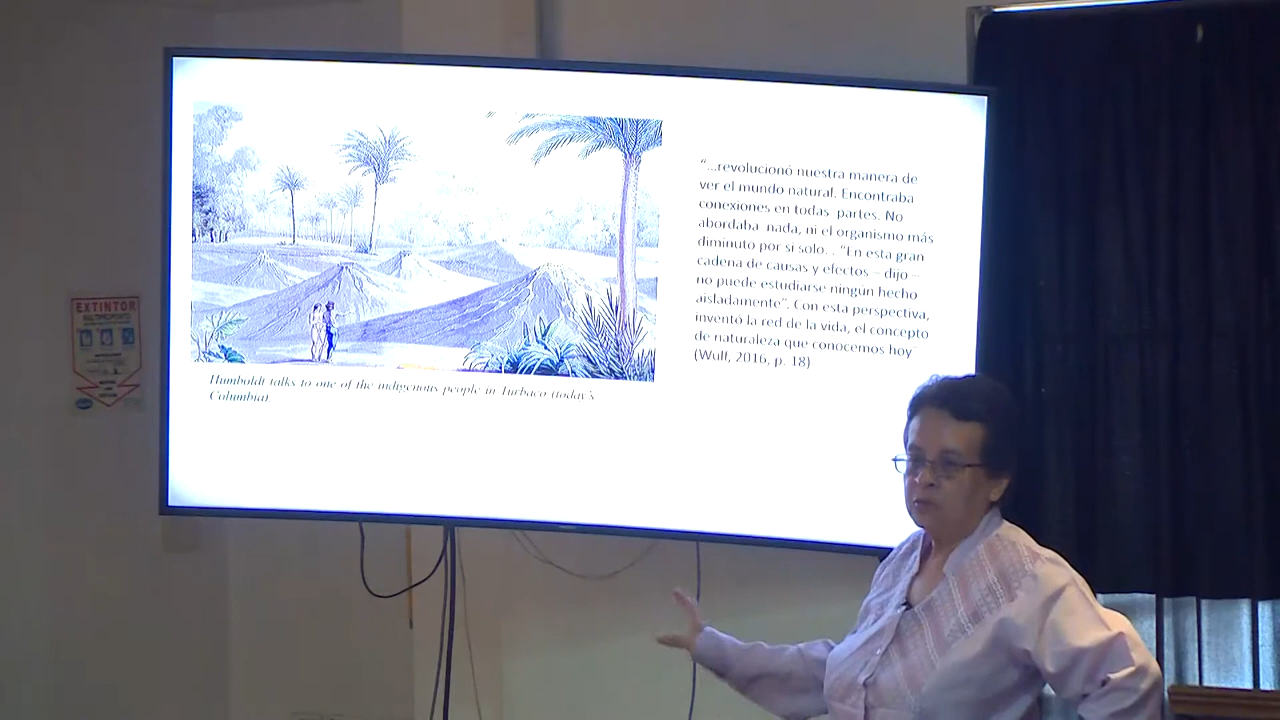 EXTINTOR
MULTIPROPOSITO
"...revolucionó nuestra manera de
ver el mundo natural. Encontraba
conexiones en todas partes. No
abordaba nada, ni el organismo más
diminuto por si solo... "En esta gran
cadena de causas y efectos – dijo –
no puede estudiarse ningún hecho
aisladamente". Con esta perspectiva,
inventó la red de la vida, el concepto
de naturaleza que conocemos hoy
(Wulf, 2016, p. 18)
Humboldt talks to one of the indigenous people in Turbaco (today's
Columbia).